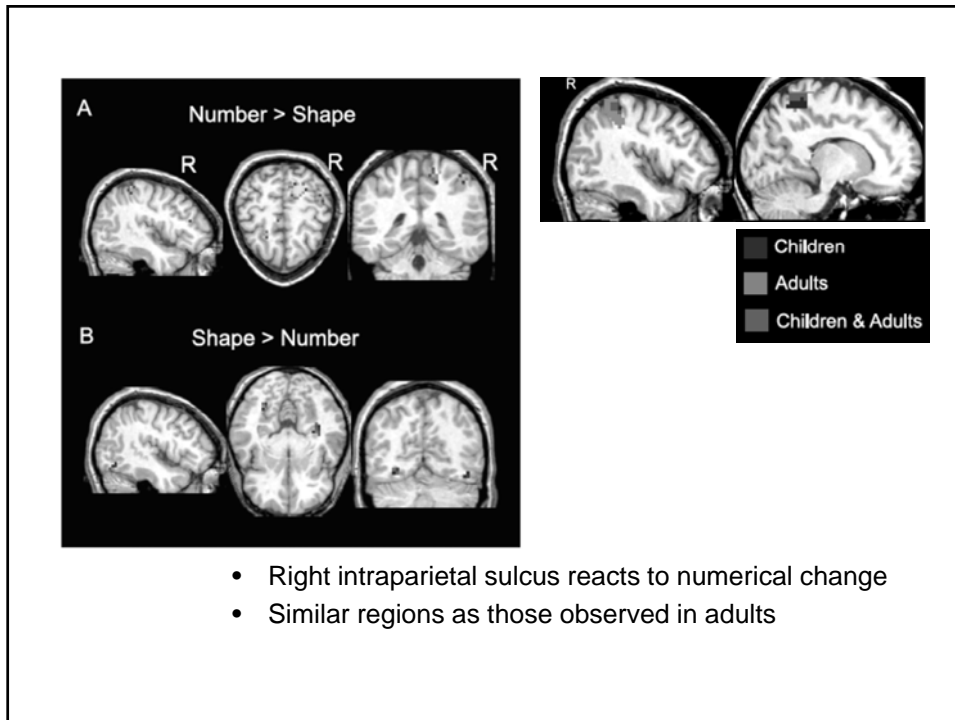 A
Number > Shape
R
R
R
B
Shape > Number
R
Children
Adults
Children & Adults
• Right intraparietal sulcus reacts to numerical change
• Similar regions as those observed in adults